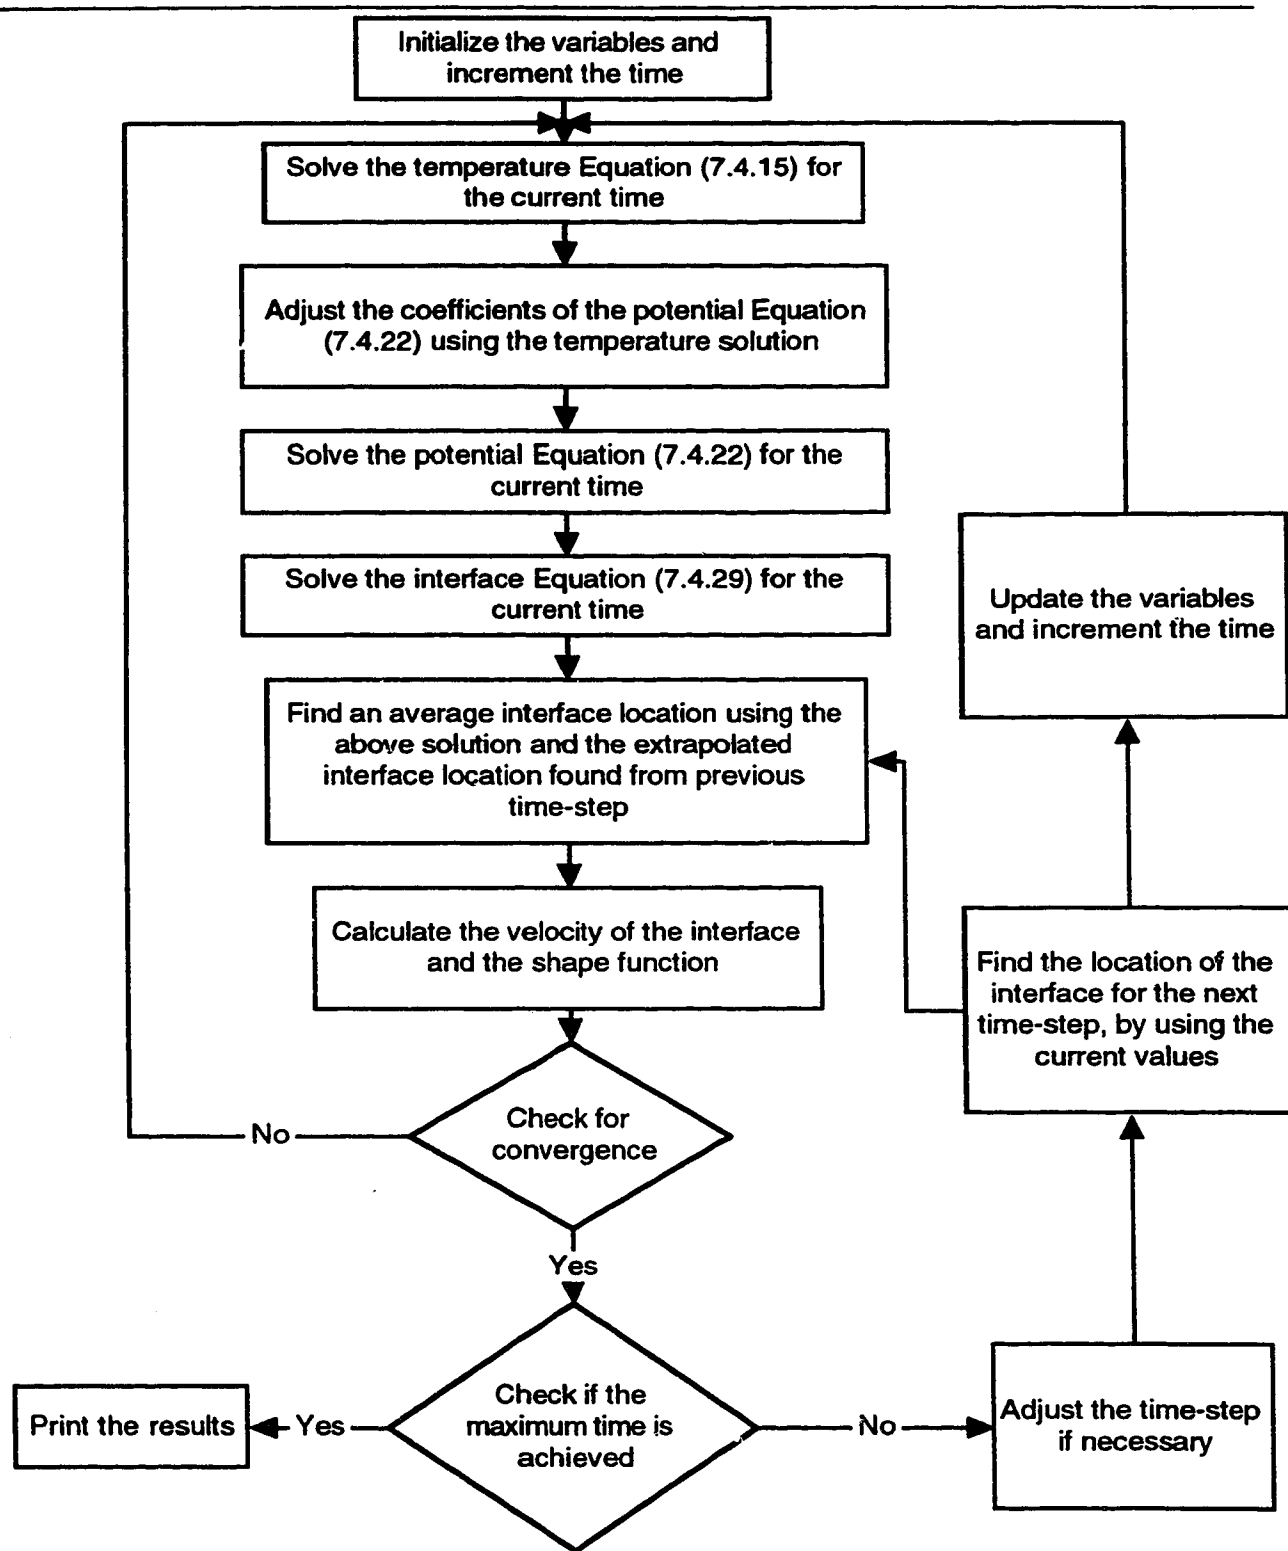 Initialize the variables and
increment the time
Solve the temperature Equation (7.4.15) for
the current time
Adjust the coefficients of the potential Equation
(7.4.22) using the temperature solution
Solve the potential Equation (7.4.22) for the
current time
Solve the interface Equation (7.4.29) for the
current time
Update the variables
and increment the time
Find an average interface location using the
above solution and the extrapolated
interface location found from previous
time-step
Calculate the velocity of the interface
and the shape function
Find the location of the
interface for the next
time-step, by using the
current values
Check for
convergence
No
Yes
Check if the
maximum time is
achieved
Yes
Print the results
No
Adjust the time-step
if necessary